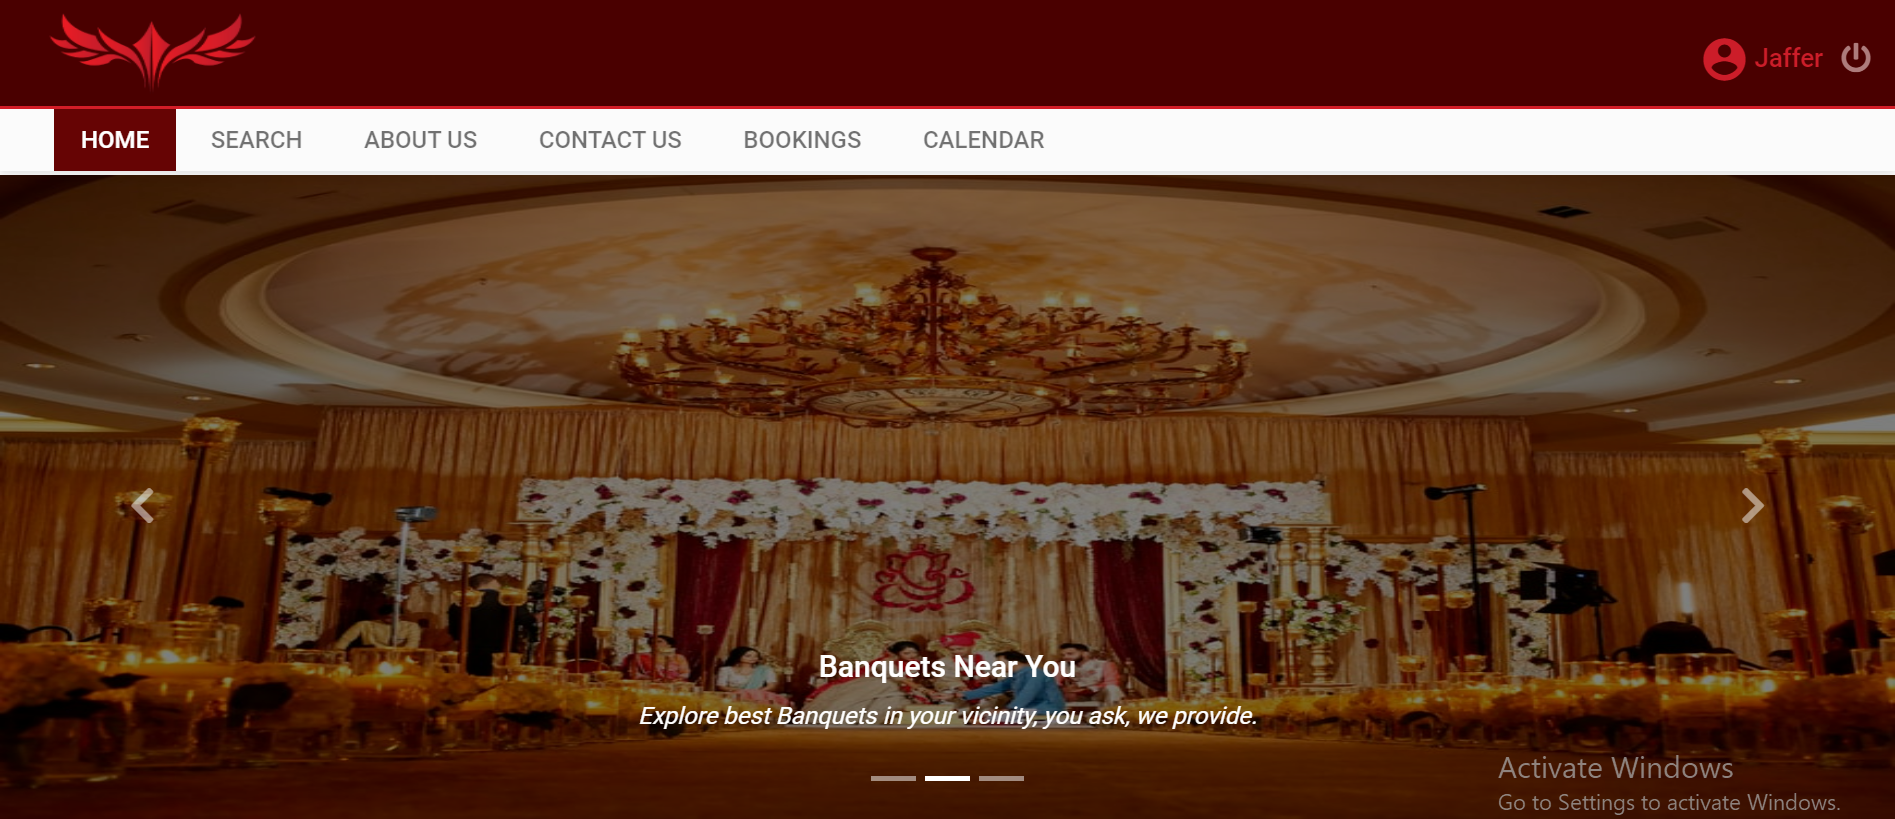 Jaffer
HOME SEARCH ABOUT US CONTACT US BOOKINGS CALENDAR
Banquets Near You
Explore best Banquets in your vicinity, you ask, we provide.
Activate Windows
Go to Settings to activate Windows.